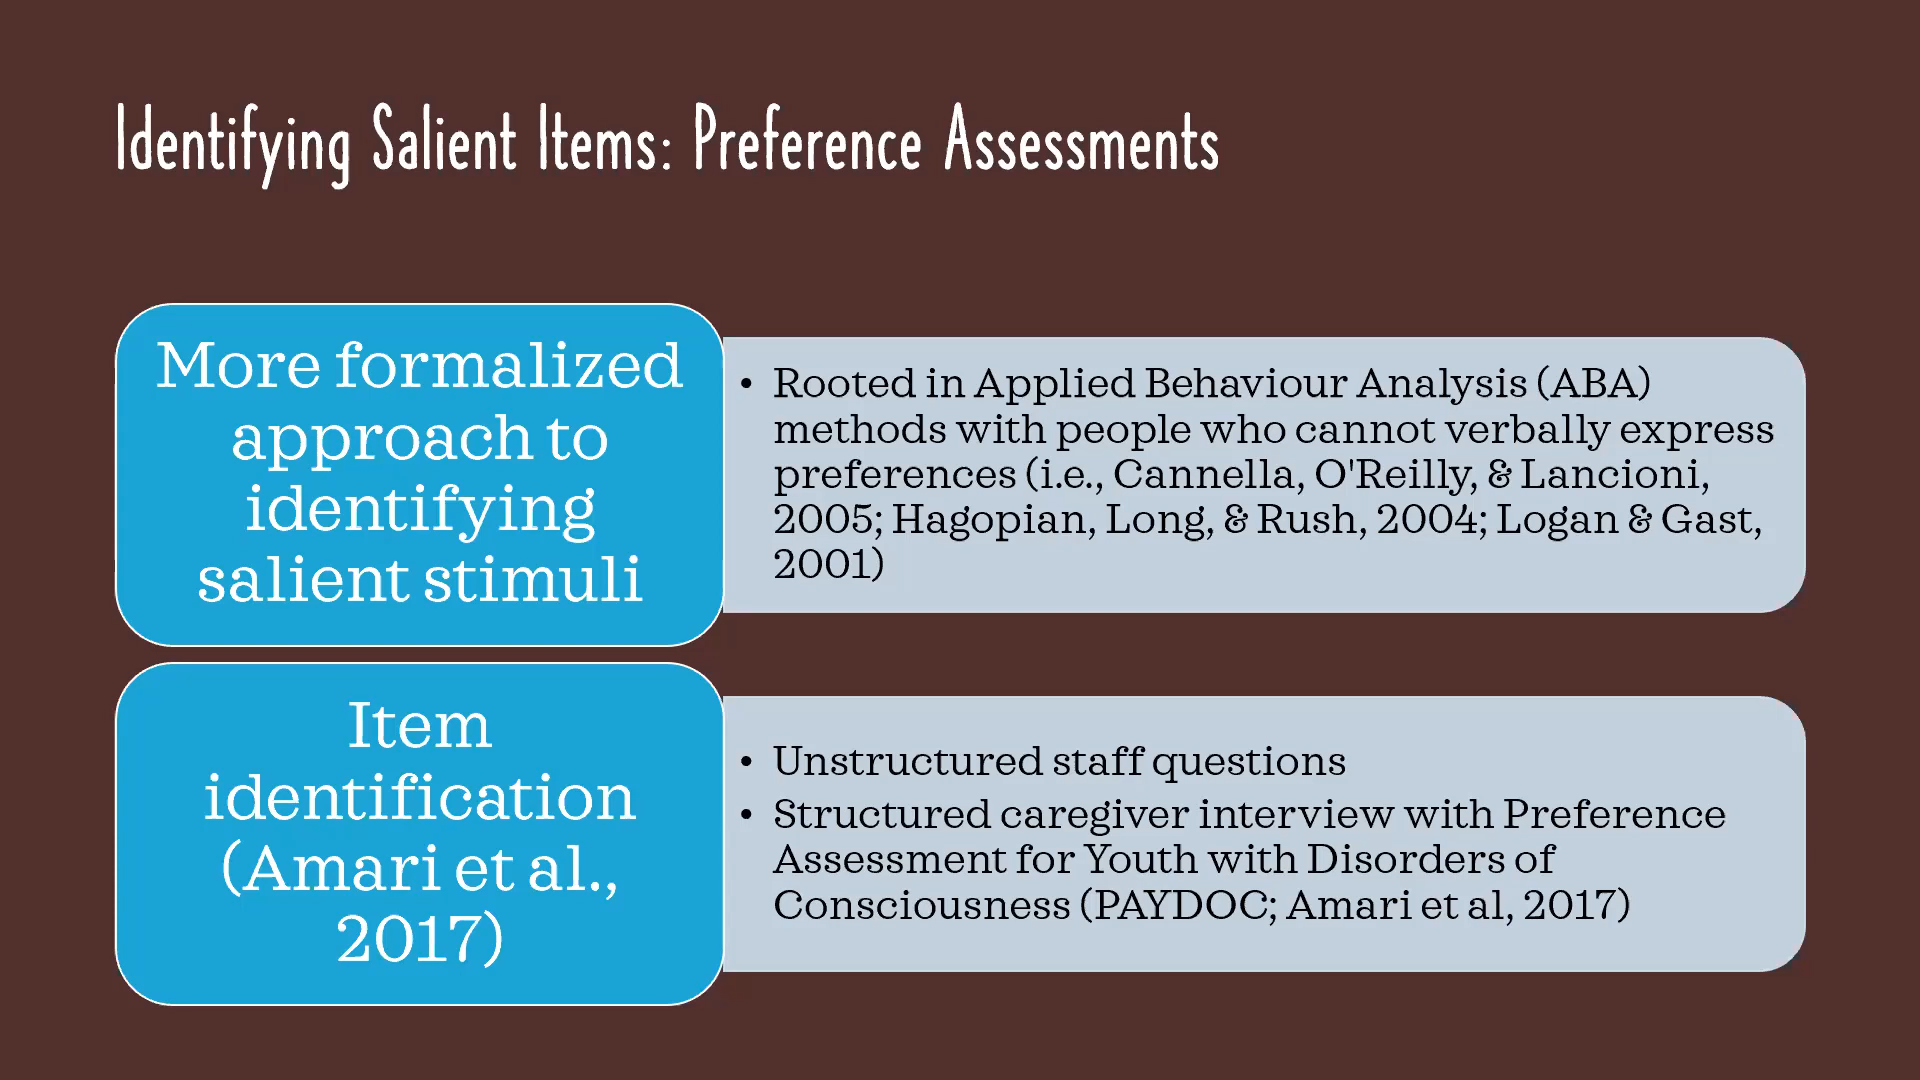 Identifying Salient Items: Preference Assessments
More formalized
approach to
identifying
salient stimuli
• Rooted in Applied Behaviour Analysis (ABA)
methods with people who cannot verbally express
preferences (i.e., Cannella, O'Reilly, & Lancioni,
2005; Hagopian, Long, & Rush, 2004; Logan & Gast,
2001)
Item
identification
(Amari et al.,
2017)
• Unstructured staff questions
• Structured caregiver interview with Preference
Assessment for Youth with Disorders of
Consciousness (PAYDOC; Amari et al, 2017)